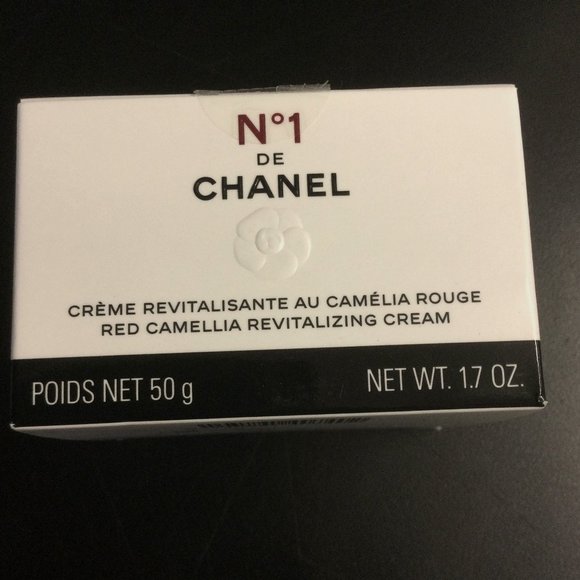 N°1
DE
CHANEL
CRÈME REVITALISANTE AU CAMÉLIA ROUGE
RED CAMELLIA REVITALIZING CREAM
POIDS NET 50 g
NET WT. 1.7 OZ.